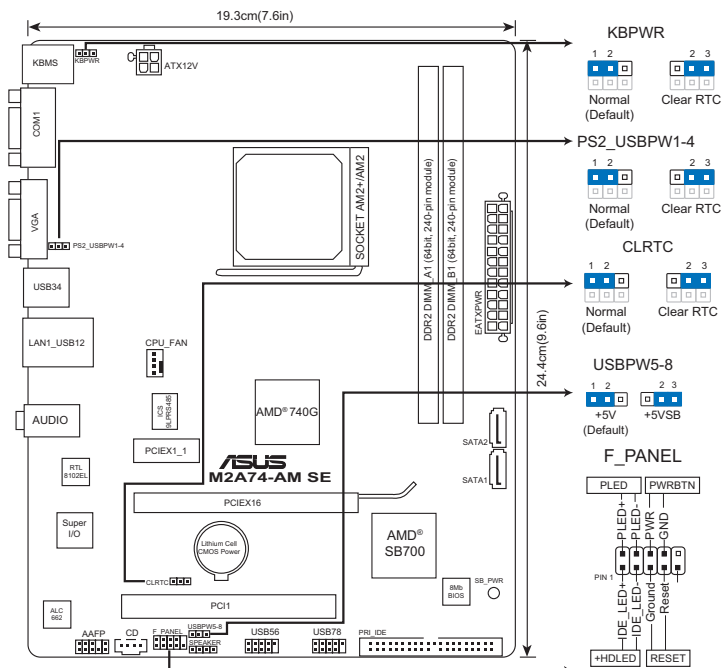 19.3cm(7.6in)
KBMS
KBPWR
ATX12V
COM1
VGA
PS2_USBPW1-4
SOCKET AM2+/AM2
DDR2 DIMM_A1 (64bit, 240-pin module)
DDR2 DIMM_B1 (64bit, 240-pin module)
EATXPWR
24.4cm(9.6in)
USB34
LAN1_USB12
CPU_FAN
ICS
9LPRS485
AMD® 740G
AUDIO
PCIEX1_1
SATA2
SATA1
ASUS
M2A74-AM SE
RTL
8102EL
PCIEX16
Super
I/O
Lithium Cell
CMOS Power
AMD®
SB700
CLRTC
8Mb
BIOS
SB_PWR
ALC
662
PCI1
AAFP
CD
F_PANEL
USBPW5-8
SPEAKER
USB56
USB78
PRI_IDE
KBPWR
1 2
2 3
Normal
(Default)
Clear RTC
PS2_USBPW1-4
1 2
2 3
Normal
(Default)
Clear RTC
CLRTC
1 2
2 3
Normal
(Default)
Clear RTC
USBPW5-8
1 2
2 3
+5V
(Default)
+5VSB
F_PANEL
PLED
PWRBTN
PLED+
PLED-
PWR
GND
PIN 1
IDE_LED+
IDE_LED-
Ground
Reset
+HDLED
RESET